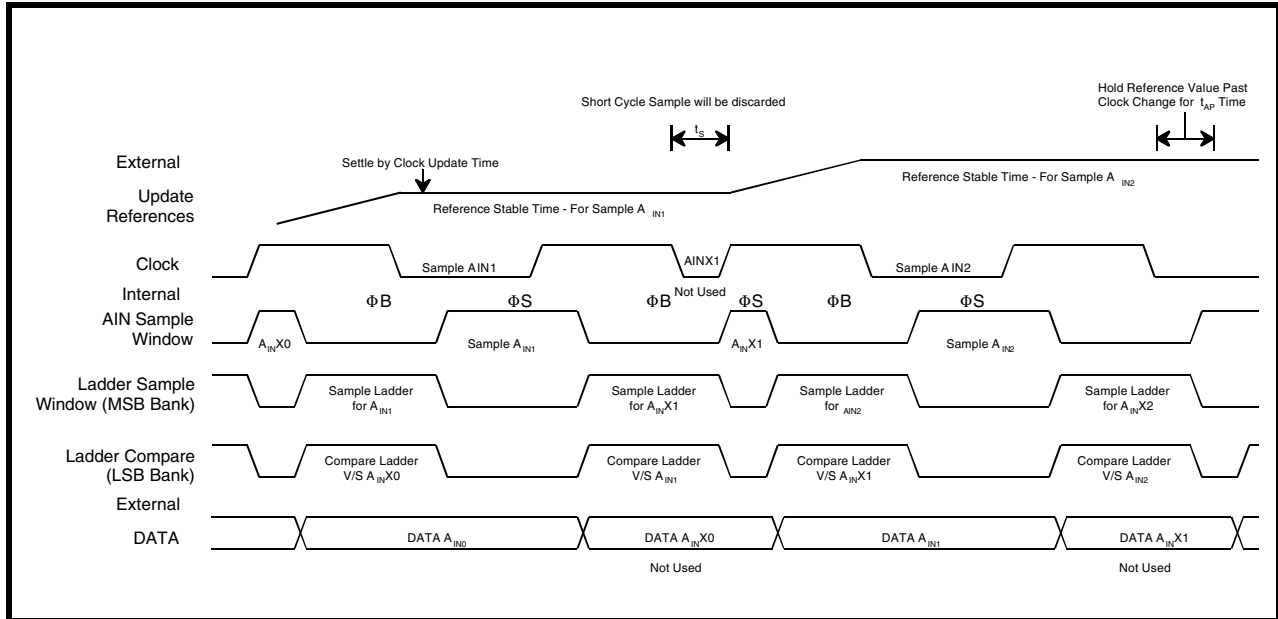 Hold Reference Value Past
Clock Change for tAP Time
Short Cycle Sample will be discarded
tS
External
Settle by Clock Update Time
Reference Stable Time - For Sample A IN2
Update
References
Reference Stable Time - For Sample A IN1
Clock
Sample AIN1
AINX1
Sample AIN2
Internal
Not Used
ΦB
ΦS
ΦB
ΦS
ΦB
ΦS
AIN Sample
Window
AINX0
Sample AIN1
AINX1
Sample AIN2
Ladder Sample
Window (MSB Bank)
Sample Ladder
for AIN1
Sample Ladder
for AINX1
Sample Ladder
for AIN2
Sample Ladder
for AINX2
Ladder Compare
(LSB Bank)
Compare Ladder
V/S AINX0
Compare Ladder
V/S AIN1
Compare Ladder
V/S AINX1
Compare Ladder
V/S AIN2
External
DATA
DATA AIN0
DATA AINX0
DATA AIN1
DATA AINX1
Not Used
Not Used